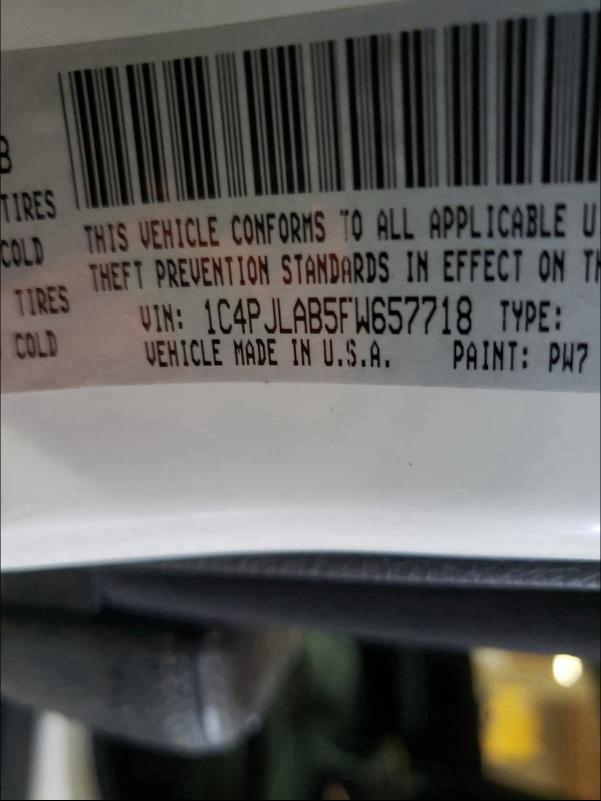 B
TIRES
COLD
TIRES
COLD
THIS VEHICLE CONFORMS TO ALL APPLICABLE U
THEFT PREVENTION STANDARDS IN EFFECT ON TH
VIN: 1C4PJLAB5FW657718 TYPE:
VEHICLE MADE IN U.S.A. PAINT: PW7